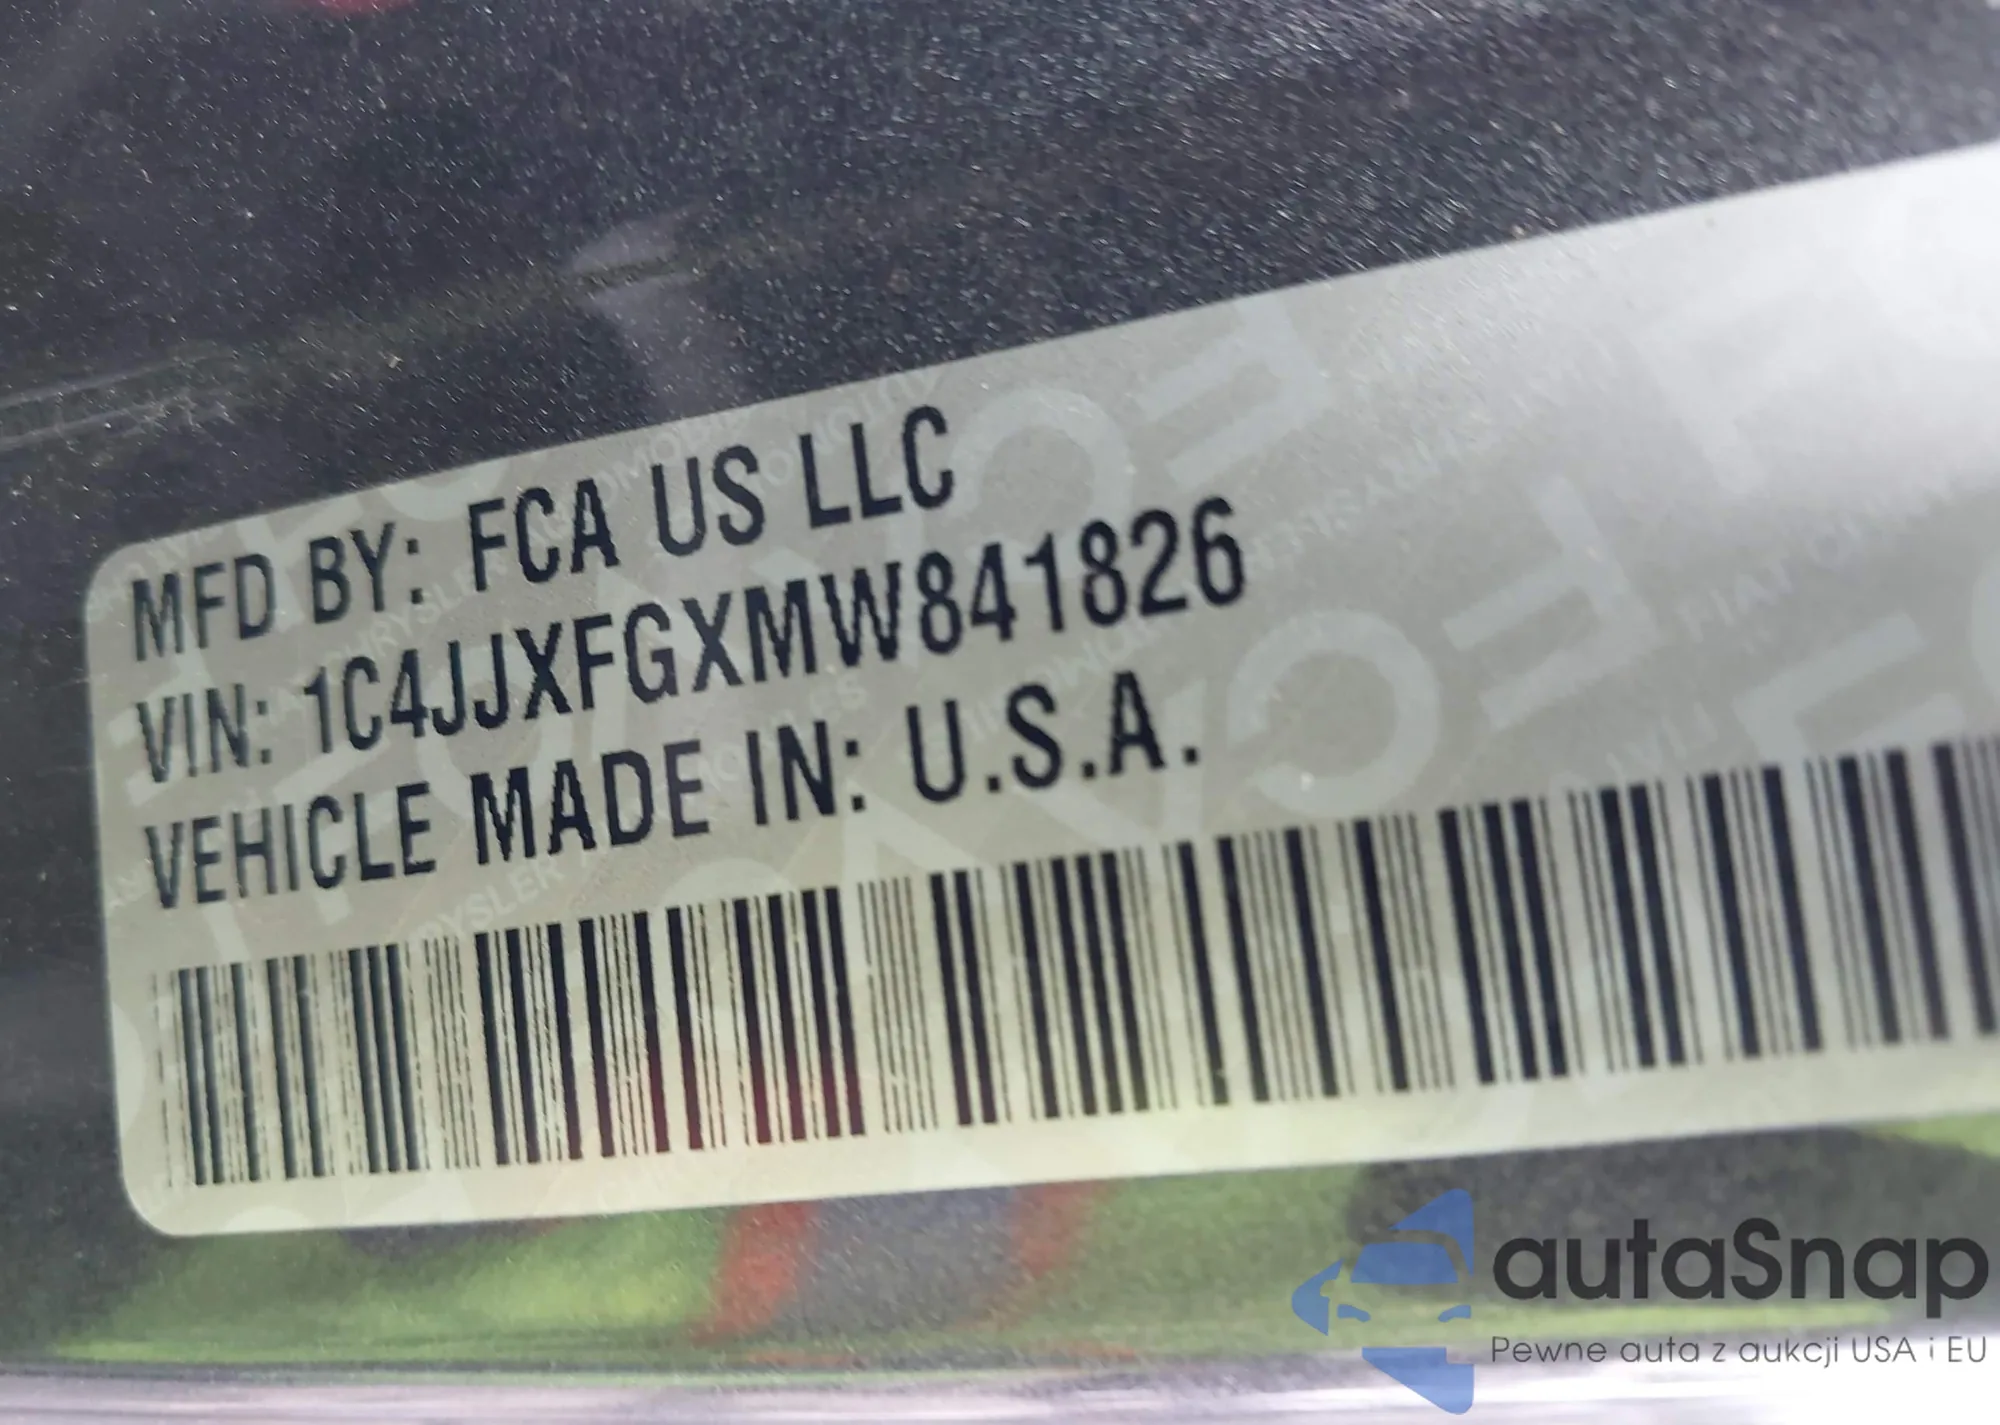 MFD BY: FCA US LLC
VIN: 1C4JJXFGXMW841826
VEHICLE MADE IN: U.S.A.
autaSnap
Pewne auta z aukcji USA i EU